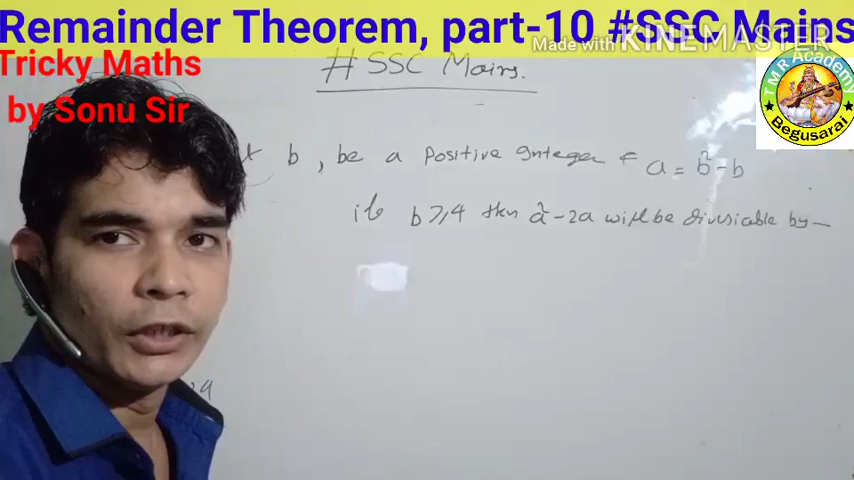 Remainder Theorem, part-10 #SSC Mains
Made with KINEMASTER
Tricky Maths
by Sonu Sir
TMR Academy
Begusarai
#SSC Mains.
b, be a Positive Integer & a = b² - b
if b ≥ 4 then a² - 2a will be divisiable by —